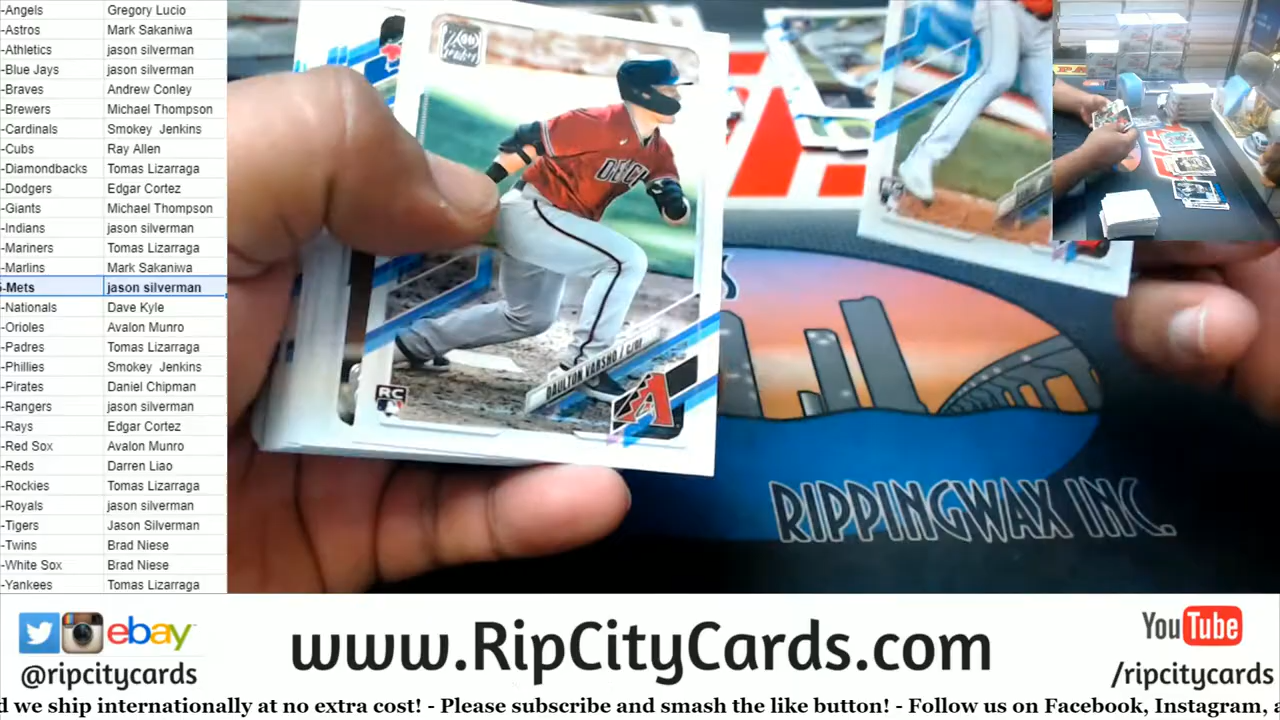 -Angels Gregory Lucio
-Astros Mark Sakaniwa
-Athletics jason silverman
-Blue Jays jason silverman
-Braves Andrew Conley
-Brewers Michael Thompson
-Cardinals Smokey Jenkins
-Cubs Ray Allen
-Diamondbacks Tomas Lizarraga
-Dodgers Edgar Cortez
-Giants Michael Thompson
-Indians jason silverman
-Mariners Tomas Lizarraga
-Marlins Mark Sakaniwa
-Mets jason silverman
-Nationals Dave Kyle
-Orioles Avalon Munro
-Padres Tomas Lizarraga
-Phillies Smokey Jenkins
-Pirates Daniel Chipman
-Rangers jason silverman
-Rays Edgar Cortez
-Red Sox Avalon Munro
-Reds Darren Liao
-Rockies Tomas Lizarraga
-Royals jason silverman
-Tigers Jason Silverman
-Twins Brad Niese
-White Sox Brad Niese
-Yankees Tomas Lizarraga
DAULTON VARSHO / C/OF
RC
RC
RIPPINGWAX INC.
ebay
@ripcitycards
www.RipCityCards.com
YouTube
/ripcitycards
we ship internationally at no extra cost! - Please subscribe and smash the like button! - Follow us on Facebook, Instagram,